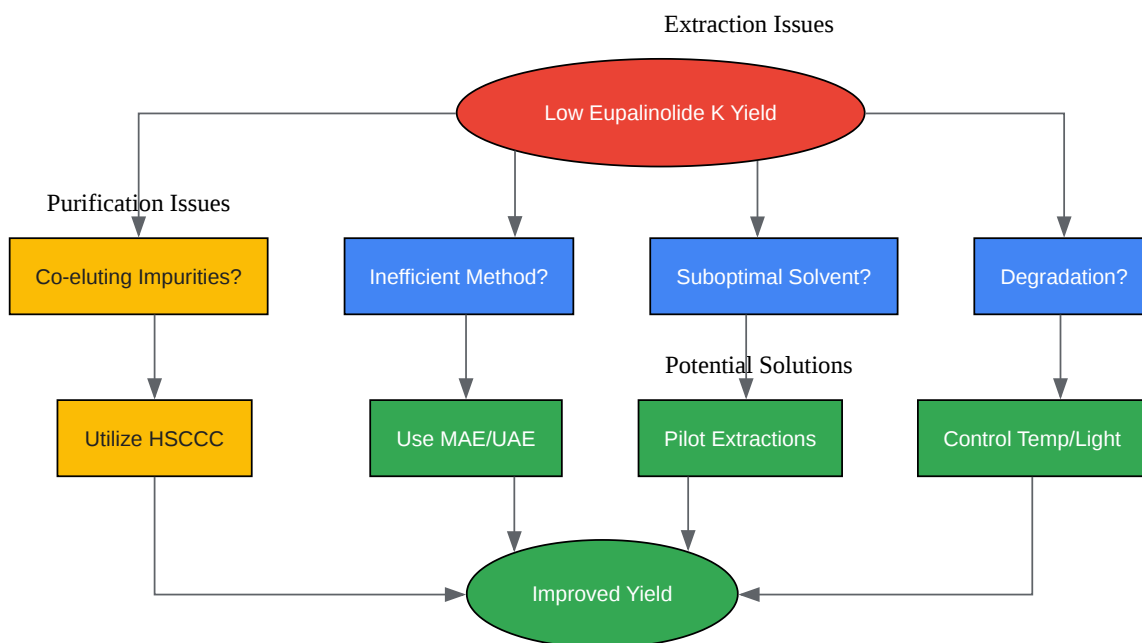 Extraction Issues
Low Eupalinolide K Yield
Purification Issues
Co-eluting Impurities?
Inefficient Method?
Suboptimal Solvent?
Degradation?
Potential Solutions
Utilize HSCCC
Use MAE/UAE
Pilot Extractions
Control Temp/Light
Improved Yield